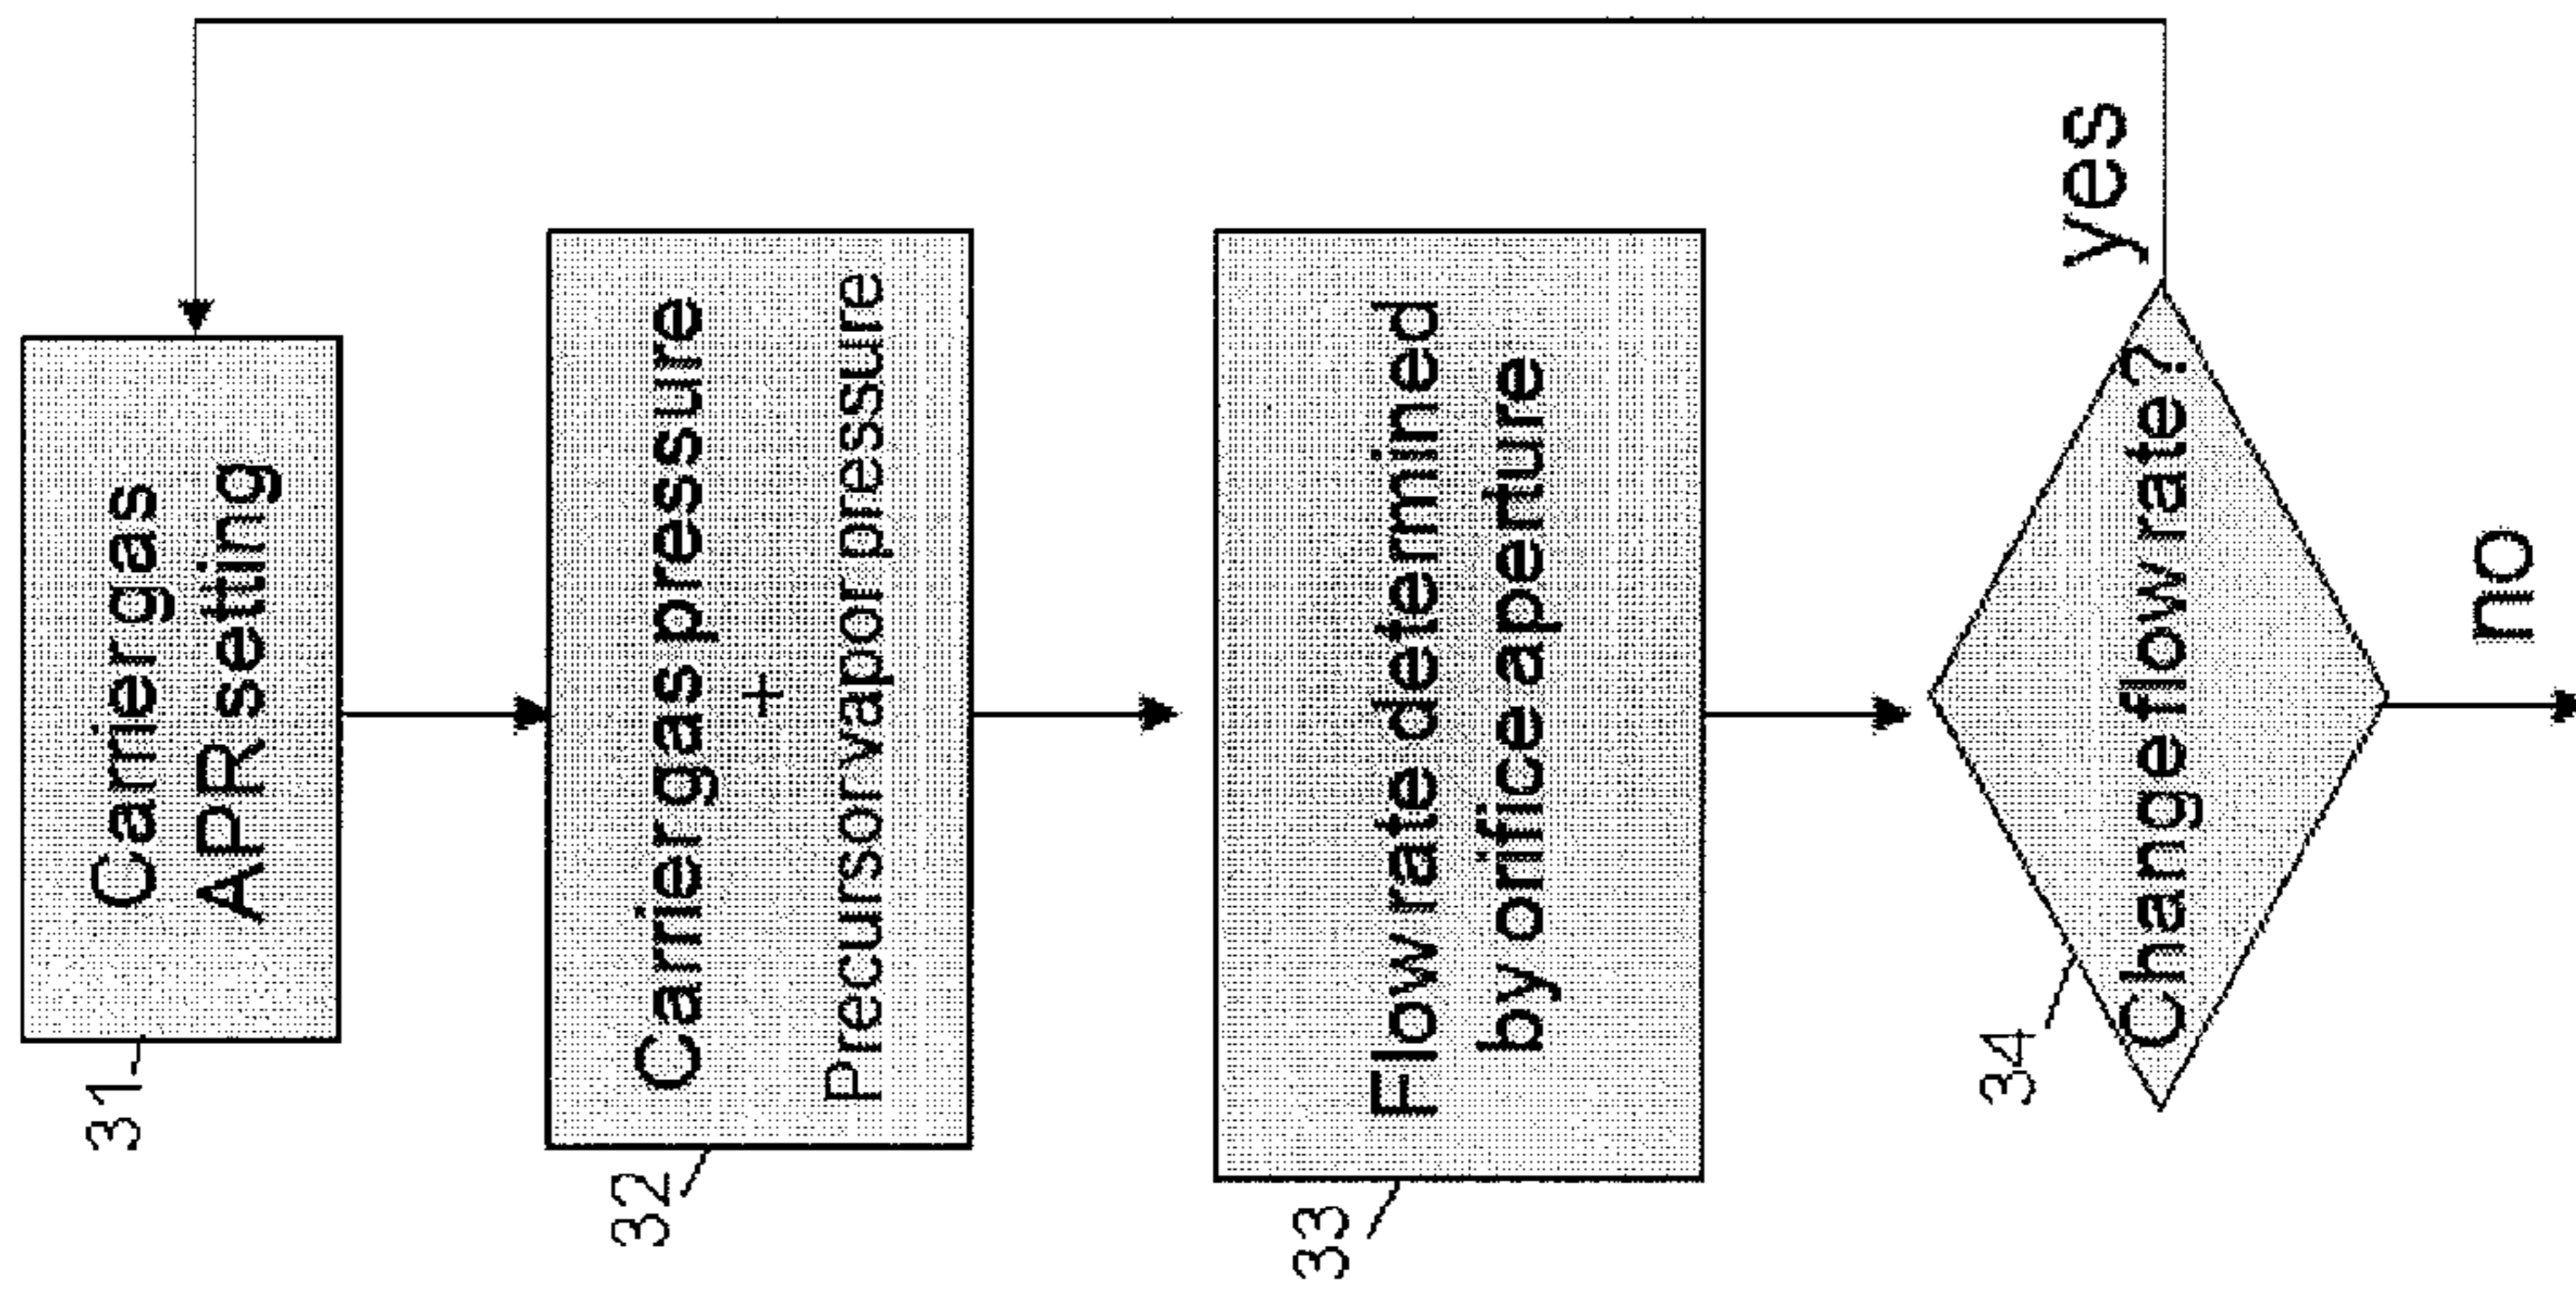 31
Carrier gas
APR setting
32
Carrier gas pressure
+
Precursor vapor pressure
33
Flow rate determined
by orifice aperture
34
Change flow rate?
yes
no